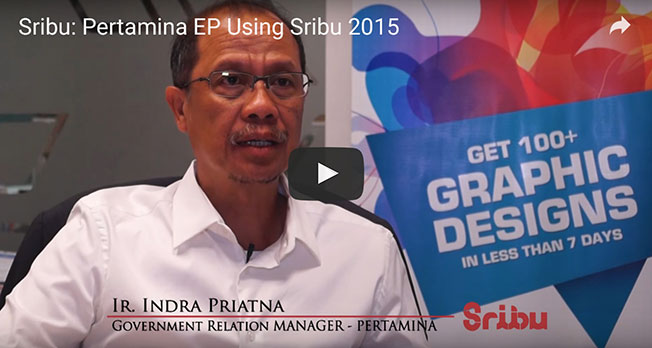 Sribu: Pertamina EP Using Sribu 2015
GET 100+
GRAPHIC
DESIGNS
IN LESS THAN 7 DAYS
Ir. Indra Priatna
Government Relation MANAGER - PERTAMINA
Sribu